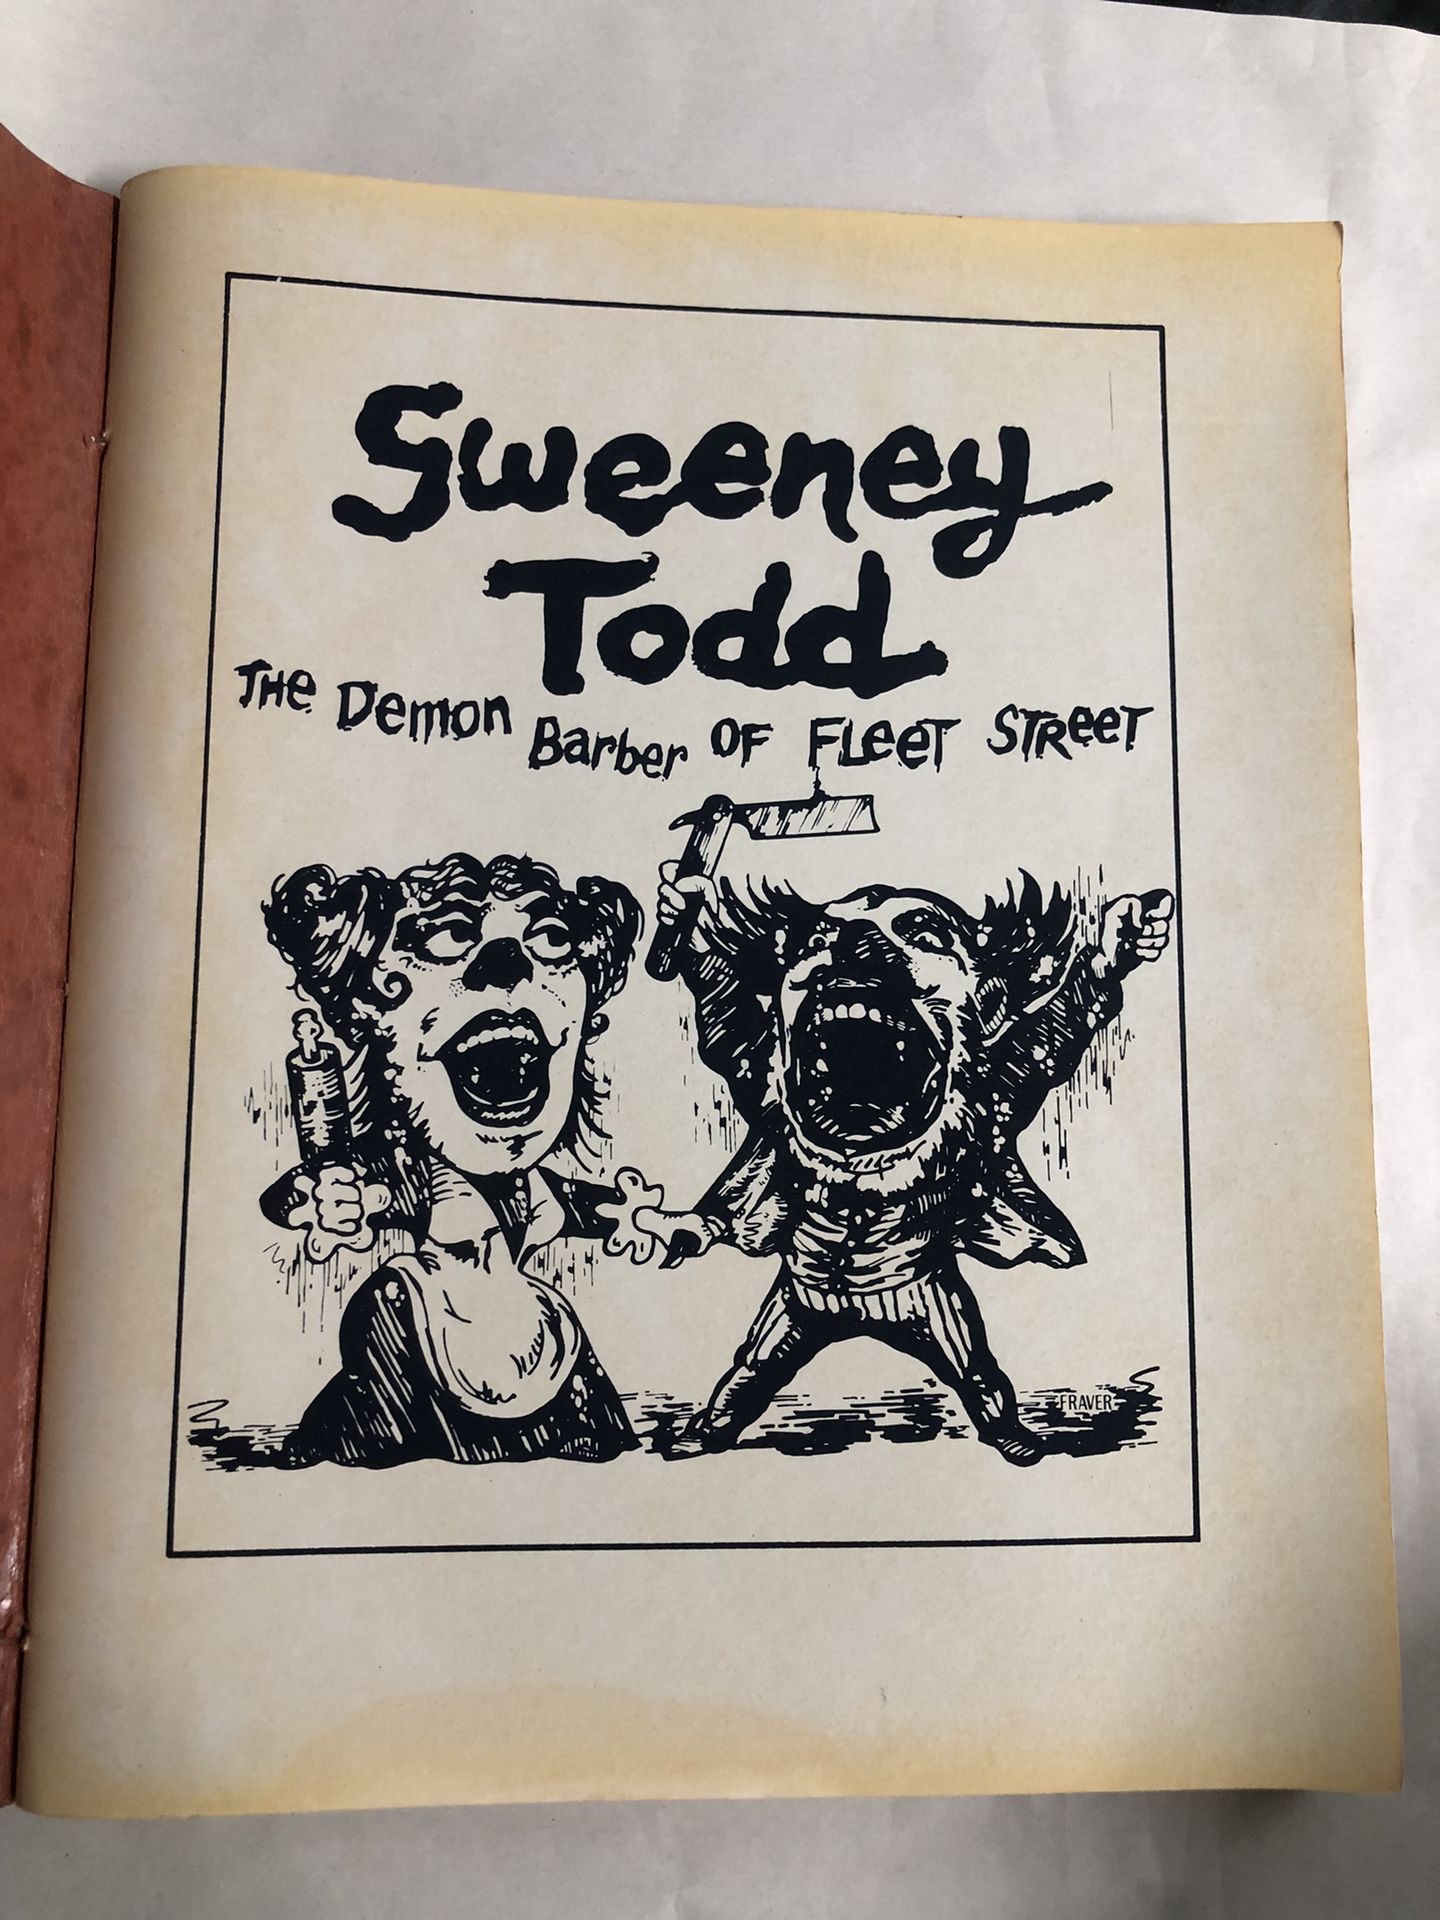 Sweeney
Todd
THe Demon Barber OF FLeeT STReeT
FRAVER